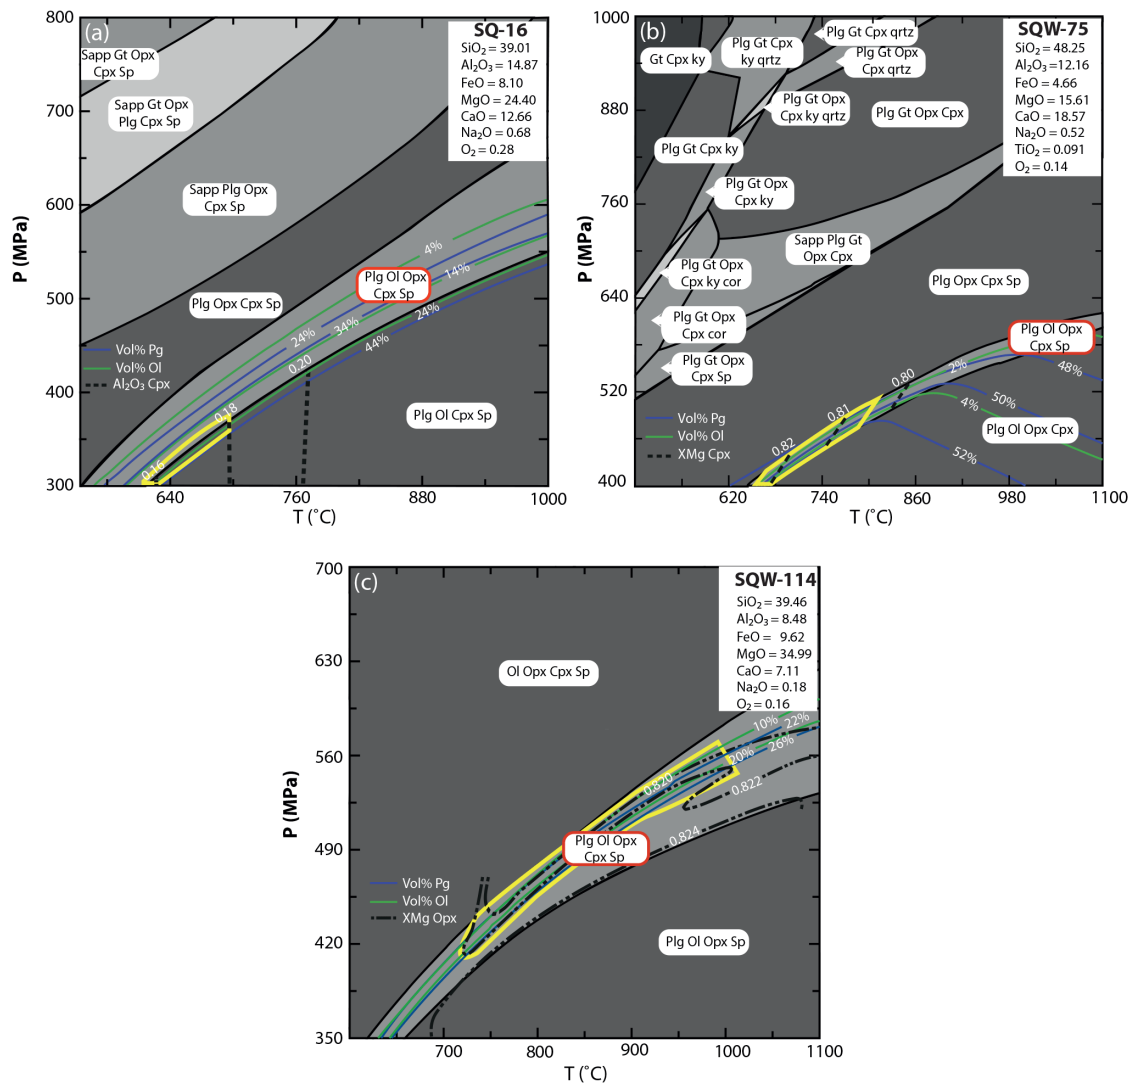 (a)
SQ-16
SiO₂ = 39.01
Al₂O₃ = 14.87
FeO = 8.10
MgO = 24.40
CaO = 12.66
Na₂O = 0.68
O₂ = 0.28
800
700
600
500
400
300
P (MPa)
Sapp Gt Opx
Cpx Sp
Sapp Gt Opx
Plg Cpx Sp
Sapp Plg Opx
Cpx Sp
Plg Opx Cpx Sp
Plg Ol Opx
Cpx Sp
Plg Ol Cpx Sp
4%
14%
24%
34%
24%
44%
0.20
0.18
0.16
Vol% Pg
Vol% Ol
Al₂O₃ Cpx
640
760
880
1000
T (˚C)
(b)
SQW-75
SiO₂ = 48.25
Al₂O₃ =12.16
FeO = 4.66
MgO = 15.61
CaO = 18.57
Na₂O = 0.52
TiO₂ = 0.091
O₂ = 0.14
1000
880
760
640
520
400
P (MPa)
Gt Cpx ky
Plg Gt Cpx
ky qrtz
Plg Gt Cpx qrtz
Plg Gt Opx
Cpx qrtz
Plg Gt Opx
Cpx ky qrtz
Plg Gt Opx Cpx
Plg Gt Cpx ky
Plg Gt Opx
Cpx ky
Sapp Plg Gt
Opx Cpx
Plg Gt Opx
Cpx ky cor
Plg Opx Cpx Sp
Plg Gt Opx
Cpx cor
Plg Ol Opx
Cpx Sp
Plg Gt Opx
Cpx Sp
Plg Ol Opx Cpx
2%
48%
50%
4%
52%
0.80
0.81
0.82
Vol% Pg
Vol% Ol
XMg Cpx
620
740
860
980
1100
T (˚C)
(c)
SQW-114
SiO₂ = 39.46
Al₂O₃ = 8.48
FeO = 9.62
MgO = 34.99
CaO = 7.11
Na₂O = 0.18
O₂ = 0.16
700
630
560
490
420
350
P (MPa)
Ol Opx Cpx Sp
10%
22%
20%
26%
0.820
0.822
0.824
Plg Ol Opx
Cpx Sp
Vol% Pg
Vol% Ol
XMg Opx
Plg Ol Opx Sp
700
800
900
1000
1100
T (˚C)